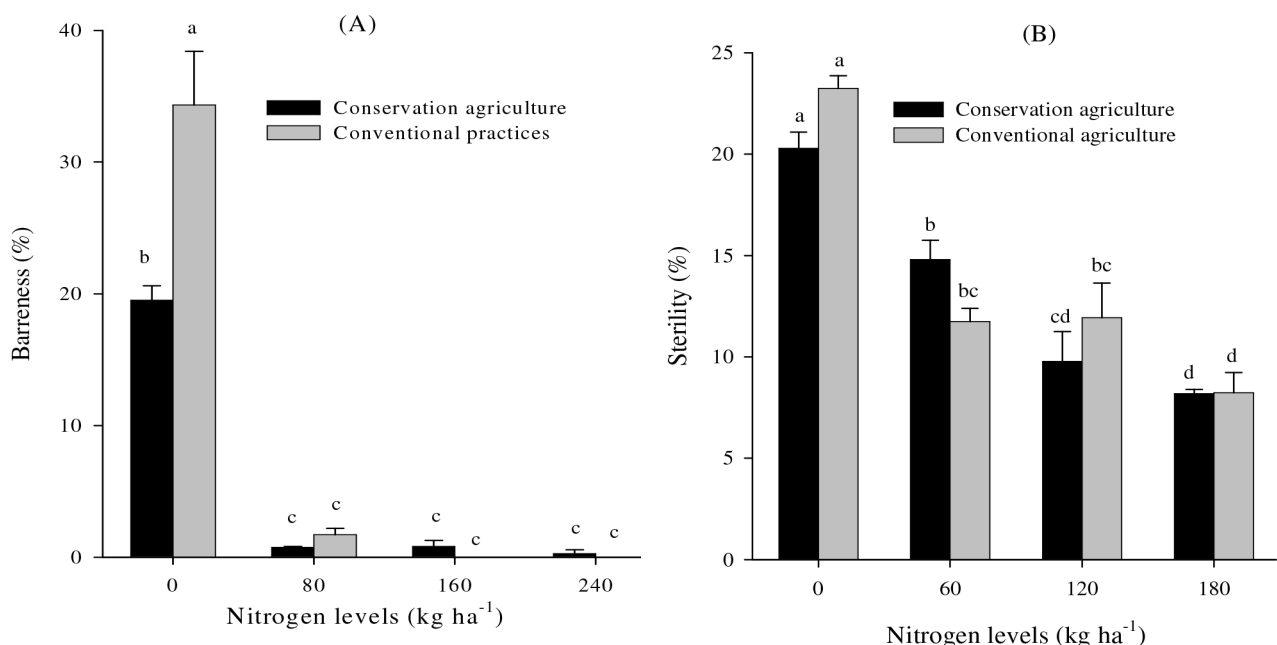 (A)
40
30
20
10
0
Barreness (%)
a
b
c
c
c
c
c
c
Conservation agriculture
Conventional practices
0
80
160
240
Nitrogen levels (kg ha-1)
(B)
25
20
15
10
5
0
Sterility (%)
a
a
b
bc
cd
bc
d
d
Conservation agriculture
Conventional agriculture
0
60
120
180
Nitrogen levels (kg ha-1)